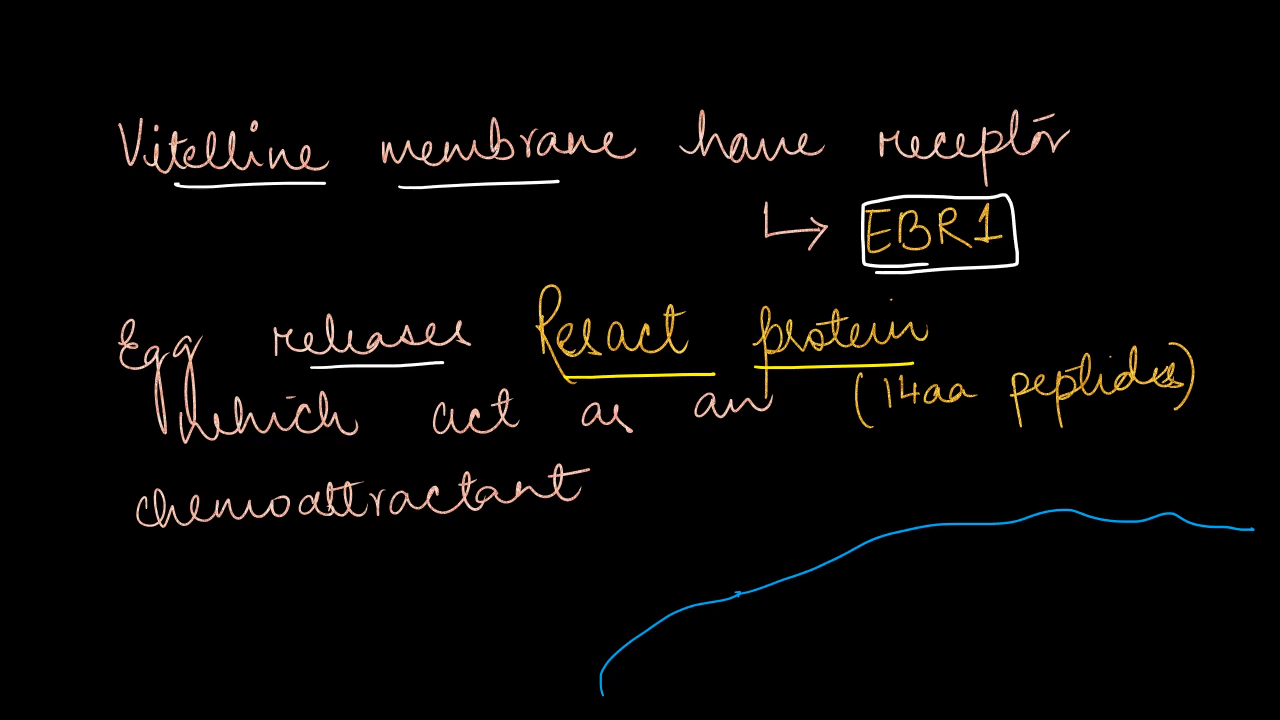 Vitelline membrane have receptor
↳ EBR1
Egg releases Resact protein
(14aa peptides)
which act as an
chemoattractant